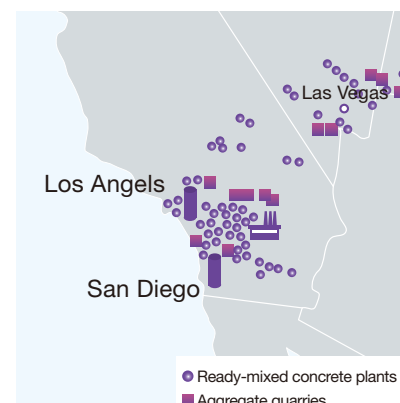 Las Vegas
Los Angels
San Diego
Ready-mixed concrete plants
Aggregate quarries